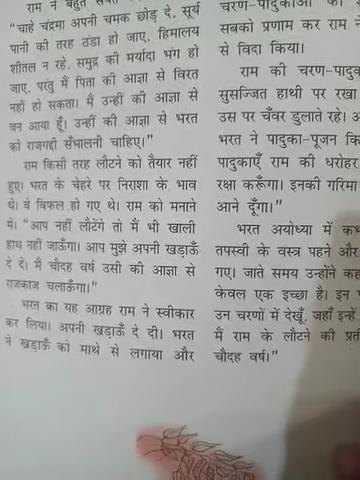 राम ने बहुत
"चाहे चंद्रमा अपनी चमक छोड़ दे, सूर्य
पानी की तरह ठंडा हो जाए, हिमालय
शीतल न रहे, समुद्र की मर्यादा भंग हो
जाए, परंतु मैं पिता की आज्ञा से विरत
नहीं हो सकता। मैं उन्हीं की आज्ञा से
वन आया हूँ। उन्हीं की आज्ञा से भरत
को राजगद्दी सँभालनी चाहिए।"
राम किसी तरह लौटने को तैयार नहीं
हुए। भरत के चेहरे पर निराशा के भाव
थे। वे विफल हो गए थे। राम को मनाने
में। "आप नहीं लौटेंगे तो मैं भी खाली
हाथ नहीं जाऊँगा। आप मुझे अपनी खड़ाऊँ
दे दें। मैं चौदह वर्ष उसी की आज्ञा से
राजकाज चलाऊँगा।"
भरत का यह आग्रह राम ने स्वीकार
कर लिया। अपनी खड़ाऊँ दे दी। भरत
ने खड़ाऊँ को माथे से लगाया और
चरण-पादुकाओं
सबको प्रणाम कर राम ने
से विदा किया।
राम की चरण-पादु
सुसज्जित हाथी पर रखा
उस पर चँवर डुलाते रहे।
भरत ने पादुका-पूजन कि
पादुकाएँ राम की धरोहर
रक्षा करूँगा। इनकी गरिमा
आने दूँगा।"
भरत अयोध्या में कभ
तपस्वी के वस्त्र पहने और
गए। जाते समय उन्होंने कह
केवल एक इच्छा है। इन
उन चरणों में देखूँ, जहाँ इन्हें
मैं राम के लौटने की प्रती
चौदह वर्ष।"